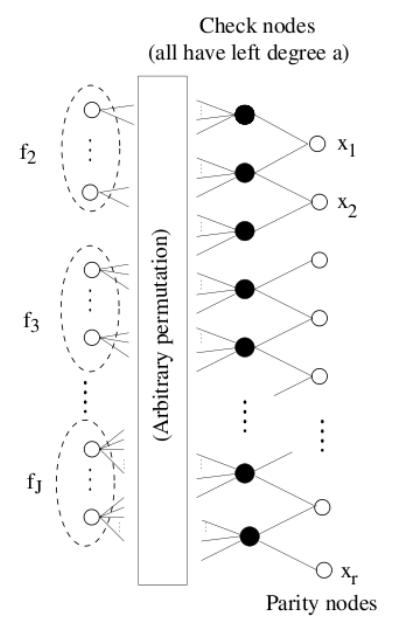 Check nodes
(all have left degree a)
f2
f3
fJ
(Arbitrary permutation)
x1
x2
xr
Parity nodes